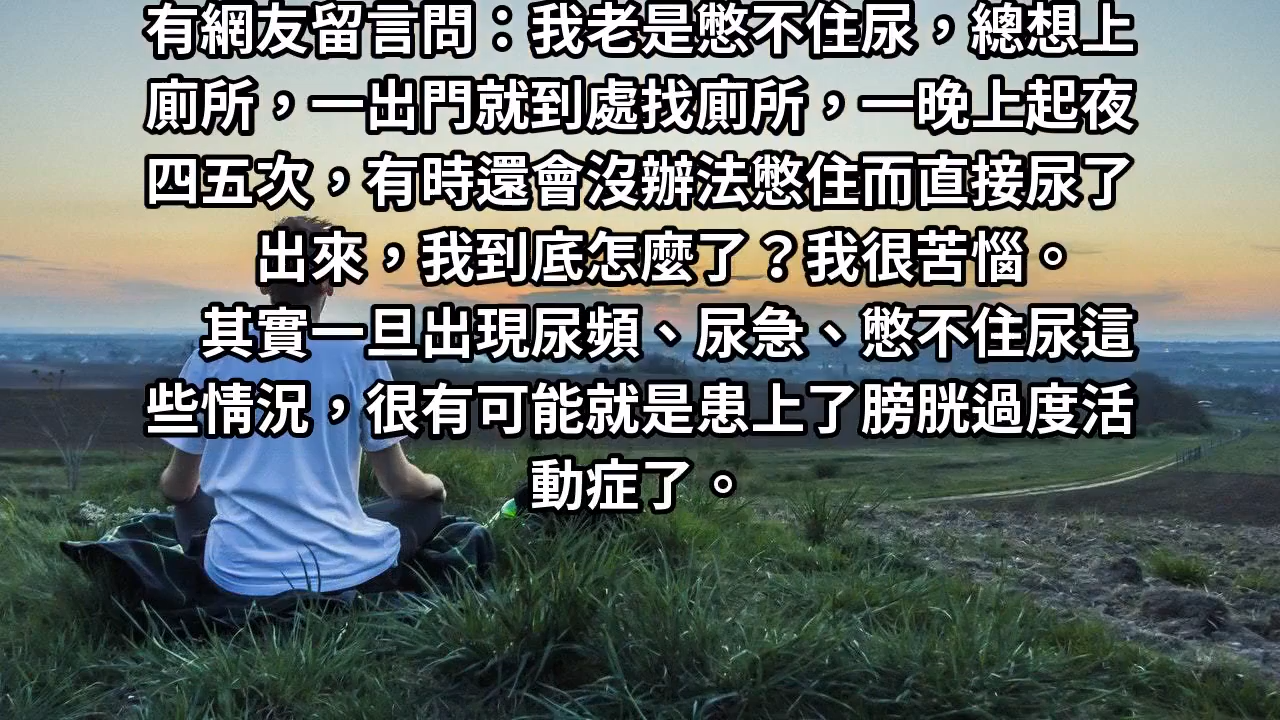 有網友留言問：我老是憋不住尿，總想上
廁所，一出門就到處找廁所，一晚上起夜
四五次，有時還會沒辦法憋住而直接尿了
出來，我到底怎麼了？我很苦惱。
其實一旦出現尿頻、尿急、憋不住尿這
些情況，很有可能就是患上了膀胱過度活
動症了。